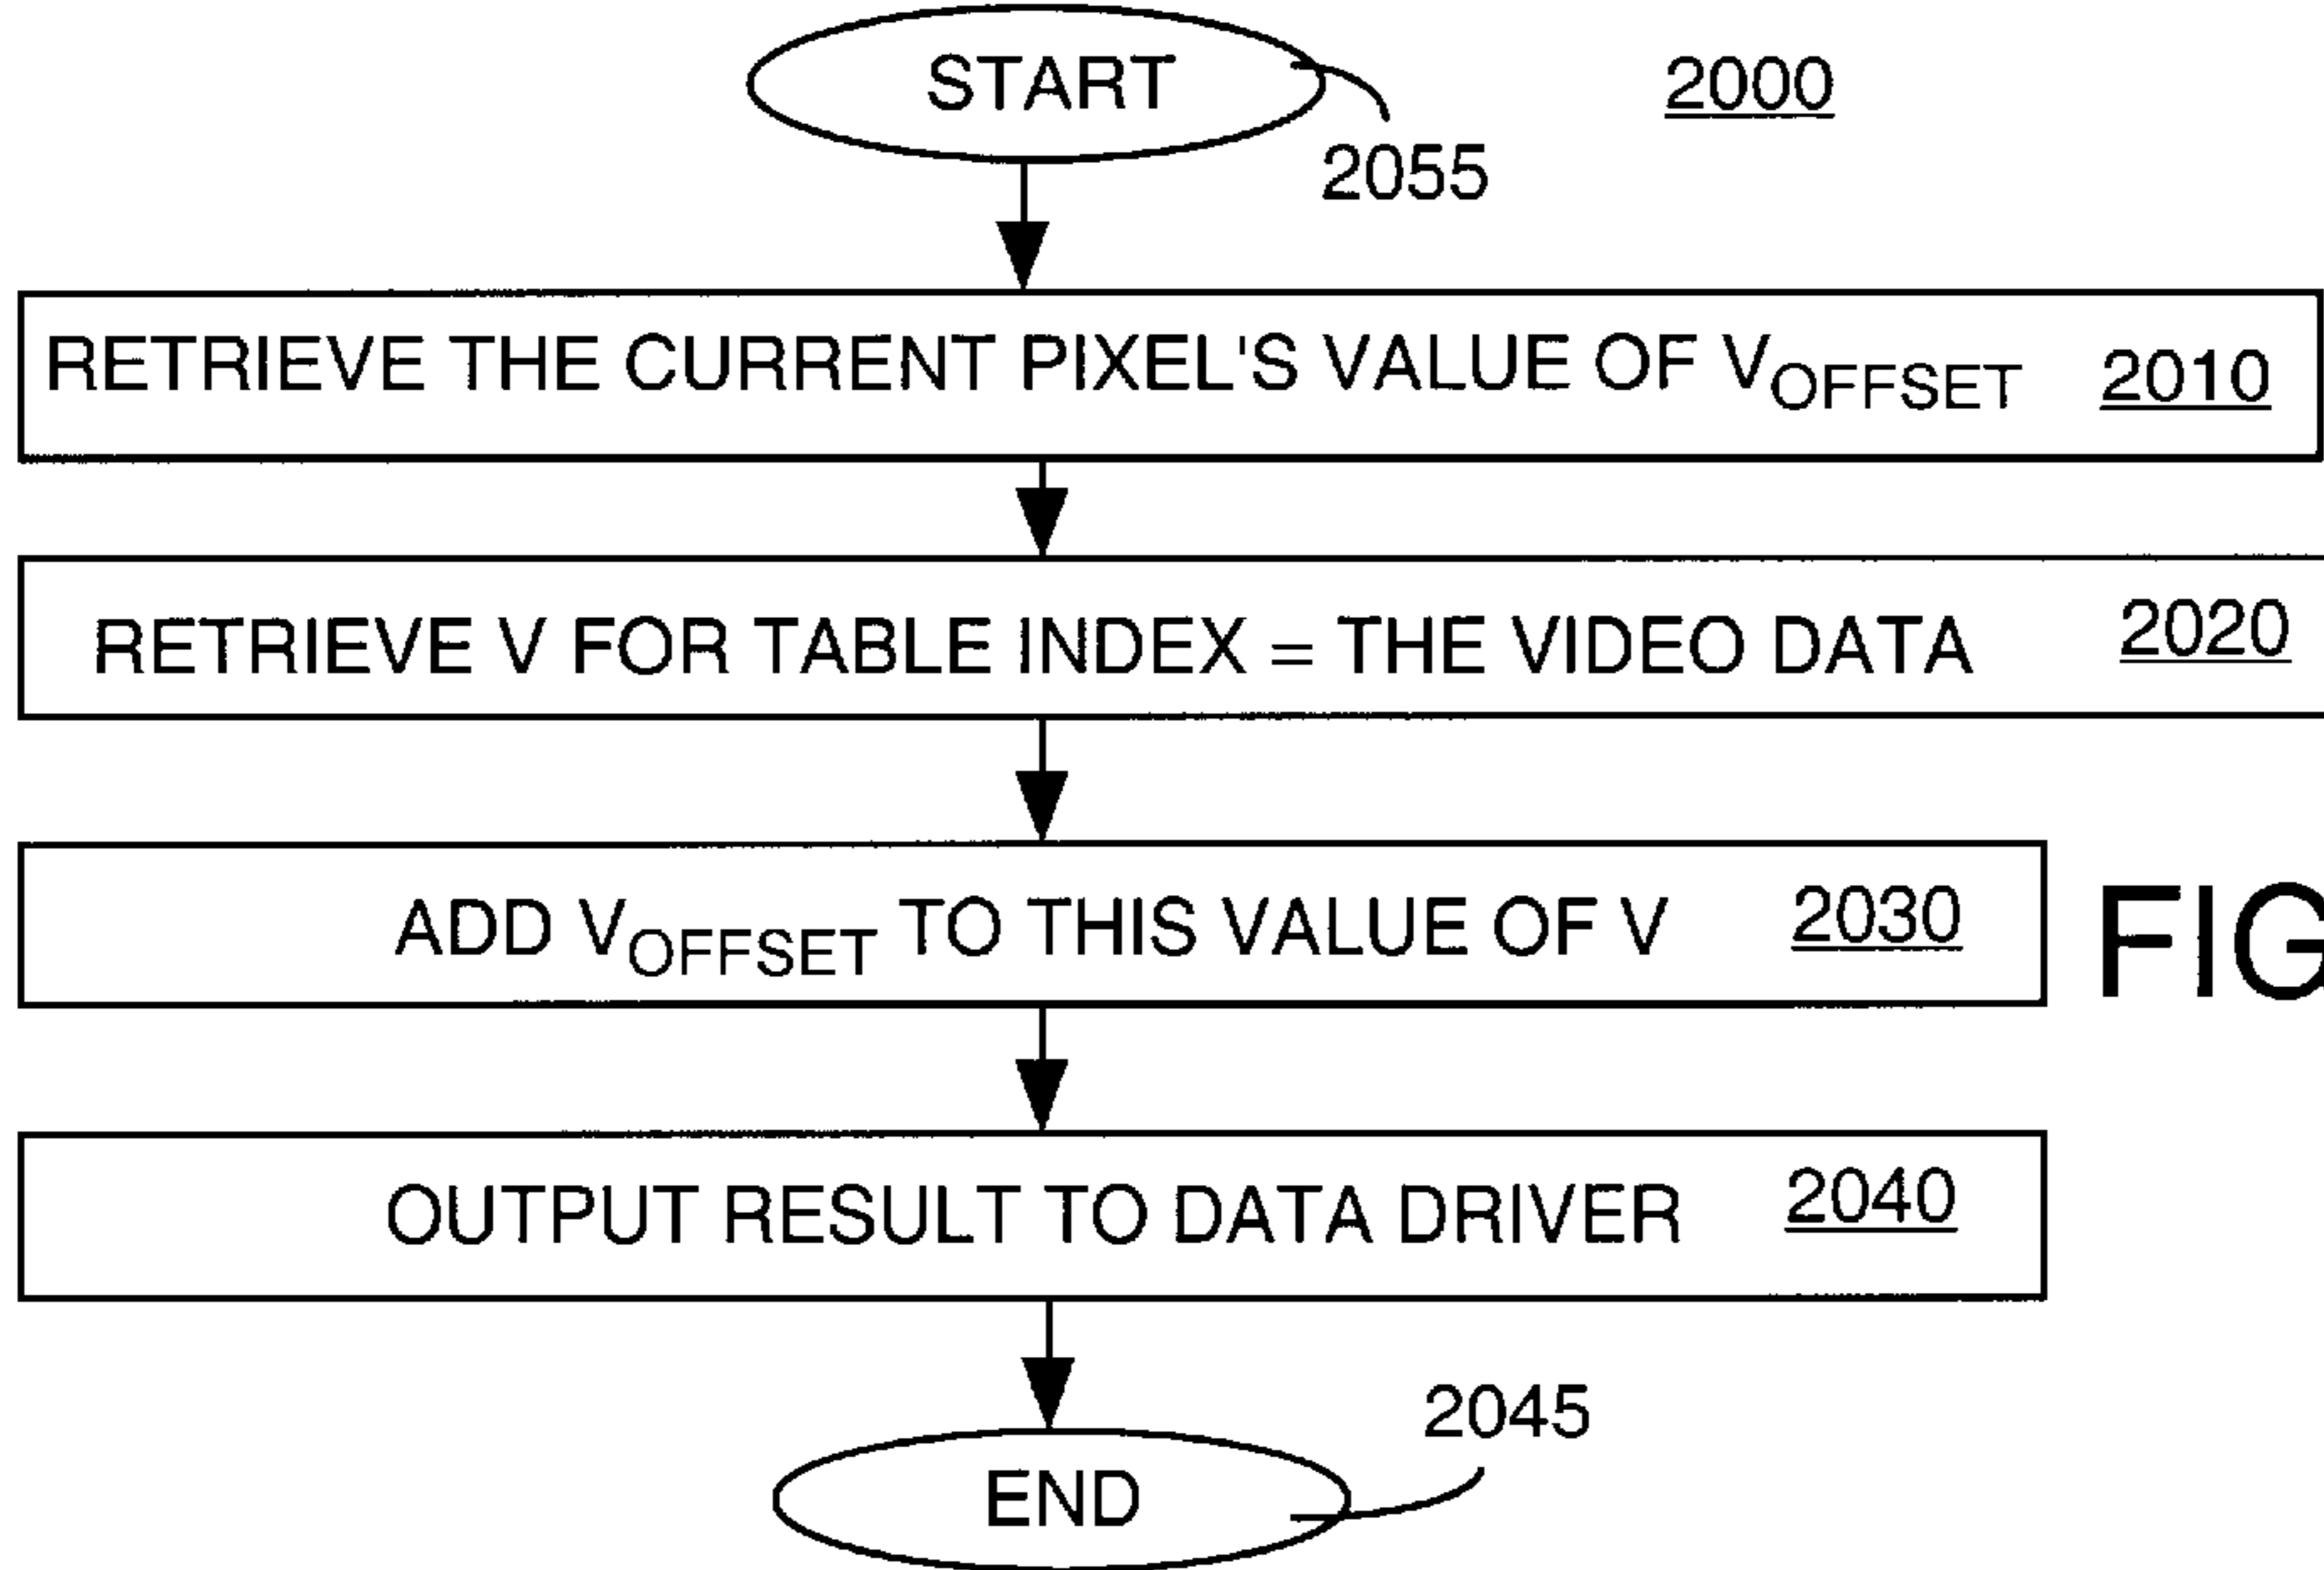 START
2000
2055
RETRIEVE THE CURRENT PIXEL'S VALUE OF VOFFSET 2010
RETRIEVE V FOR TABLE INDEX = THE VIDEO DATA 2020
ADD VOFFSET TO THIS VALUE OF V 2030
FIG
OUTPUT RESULT TO DATA DRIVER 2040
2045
END